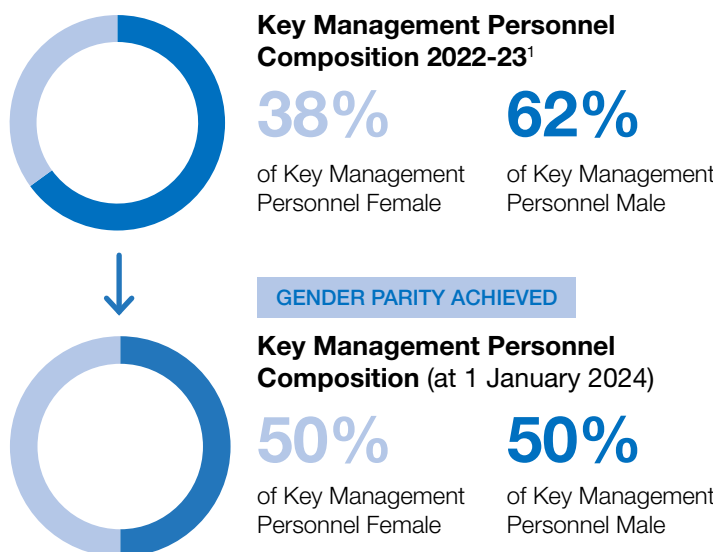 Key Management Personnel
Composition 2022-23¹
38%
of Key Management
Personnel Female
62%
of Key Management
Personnel Male
GENDER PARITY ACHIEVED
Key Management Personnel
Composition (at 1 January 2024)
50%
of Key Management
Personnel Female
50%
of Key Management
Personnel Male